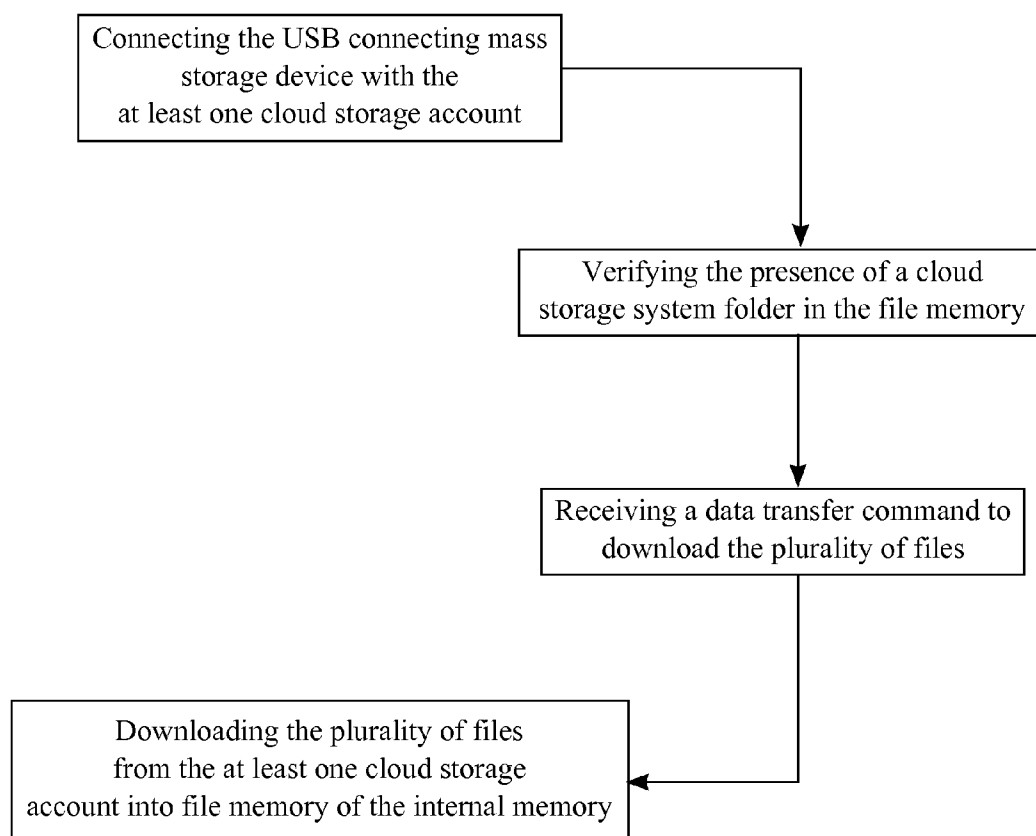 Connecting the USB connecting mass
storage device with the
at least one cloud storage account
Verifying the presence of a cloud
storage system folder in the file memory
Receiving a data transfer command to
download the plurality of files
Downloading the plurality of files
from the at least one cloud storage
account into file memory of the internal memory